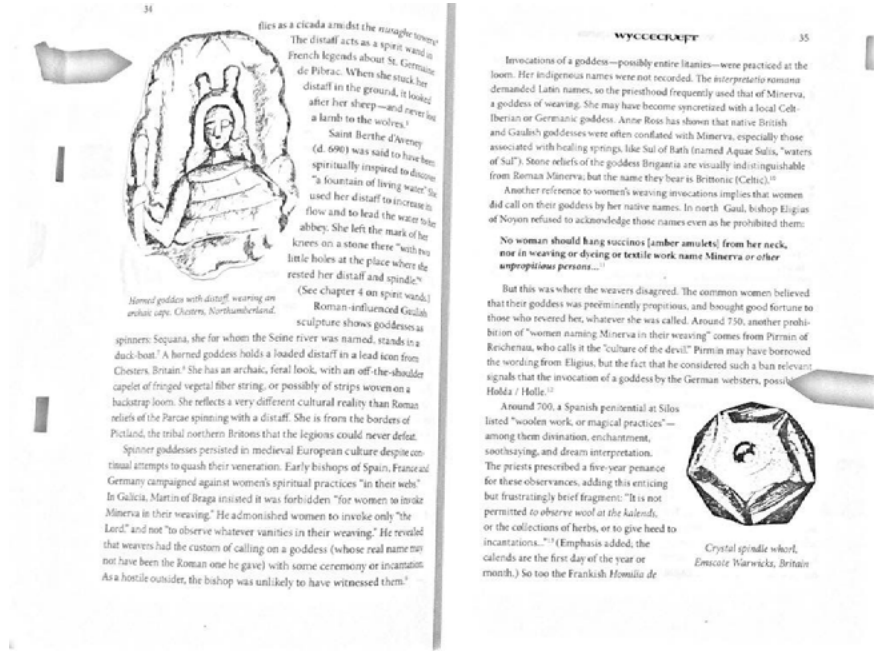 34
flies as a cicada amidst the nuraghe towers.
The distaff acts as a spirit wand in
French legends about St. Germaine
de Pibrac. When she stuck her
distaff in the ground, it looked
after her sheep—and never lost
a lamb to the wolves.5
Saint Berthe d'Aveney
(d. 690) was said to have been
spiritually inspired to discover
"a fountain of living water." She
used her distaff to increase its
flow and to lead the water to her
abbey. She left the mark of her
knees on a stone there "with two
little holes at the place where she
rested her distaff and spindle."
(See chapter 4 on spirit wands.)
Roman-influenced Gaulish
sculpture shows goddesses as
Horned goddess with distaff, wearing an
archaic cape. Chesters, Northumberland.
spinners: Sequana, she for whom the Seine river was named, stands in a
duck-boat.7 A horned goddess holds a loaded distaff in a lead icon from
Chesters, Britain.8 She has an archaic, feral look, with an off-the-shoulder
capelet of fringed vegetal fiber string, or possibly of strips woven on a
backstrap loom. She reflects a very different cultural reality than Roman
reliefs of the Parcae spinning with a distaff. She is from the borders of
Pictland, the tribal northern Britons that the legions could never defeat.
Spinner goddesses persisted in medieval European culture despite con-
tinual attempts to quash their veneration. Early bishops of Spain, France and
Germany campaigned against women's spiritual practices "in their webs."
In Galicia, Martin of Braga insisted it was forbidden "for women to invoke
Minerva in their weaving." He admonished women to invoke only "the
Lord," and not "to observe whatever vanities in their weaving." He revealed
that weavers had the custom of calling on a goddess (whose real name may
not have been the Roman one he gave) with some ceremony or incantation.
As a hostile outsider, the bishop was unlikely to have witnessed them.9
WYCCECRÆFT 35
Invocations of a goddess—possibly entire litanies—were practiced at the
loom. Her indigenous names were not recorded. The interpretatio romana
demanded Latin names, so the priesthood frequently used that of Minerva,
a goddess of weaving. She may have become syncretized with a local Celt-
Iberian or Germanic goddess. Anne Ross has shown that native British
and Gaulish goddesses were often conflated with Minerva, especially those
associated with healing springs, like Sul of Bath (named Aquae Sulis, "waters
of Sul"). Stone reliefs of the goddess Brigantia are visually indistinguishable
from Roman Minerva; but the name they bear is Brittonic (Celtic).10
Another reference to women's weaving invocations implies that women
did call on their goddess by her native names. In north Gaul, bishop Eligius
of Noyon refused to acknowledge those names even as he prohibited them:
No woman should hang succinos [amber amulets] from her neck,
nor in weaving or dyeing or textile work name Minerva or other
unpropitious persons...11
But this was where the weavers disagreed. The common women believed
that their goddess was preëminently propitious, and brought good fortune to
those who revered her, whatever she was called. Around 750, another prohi-
bition of "women naming Minerva in their weaving" comes from Pirmin of
Reichenau, who calls it the "culture of the devil." Pirmin may have borrowed
the wording from Eligius, but the fact that he considered such a ban relevant
signals that the invocation of a goddess by the German websters,
Holda / Holle.12
Around 700, a Spanish penitential at Silos
listed "woolen work, or magical practices"—
among them divination, enchantment,
soothsaying, and dream interpretation.
The priests prescribed a five-year penance
for these observances, adding this enticing
but frustratingly brief fragment: "It is not
permitted to observe wool at the kalends,
or the collections of herbs, or to give heed to
incantations..."13 (Emphasis added; the
calends are the first day of the year or
month.) So too the Frankish Homilia de
Crystal spindle whorl,
Emscote Warwicks, Britain